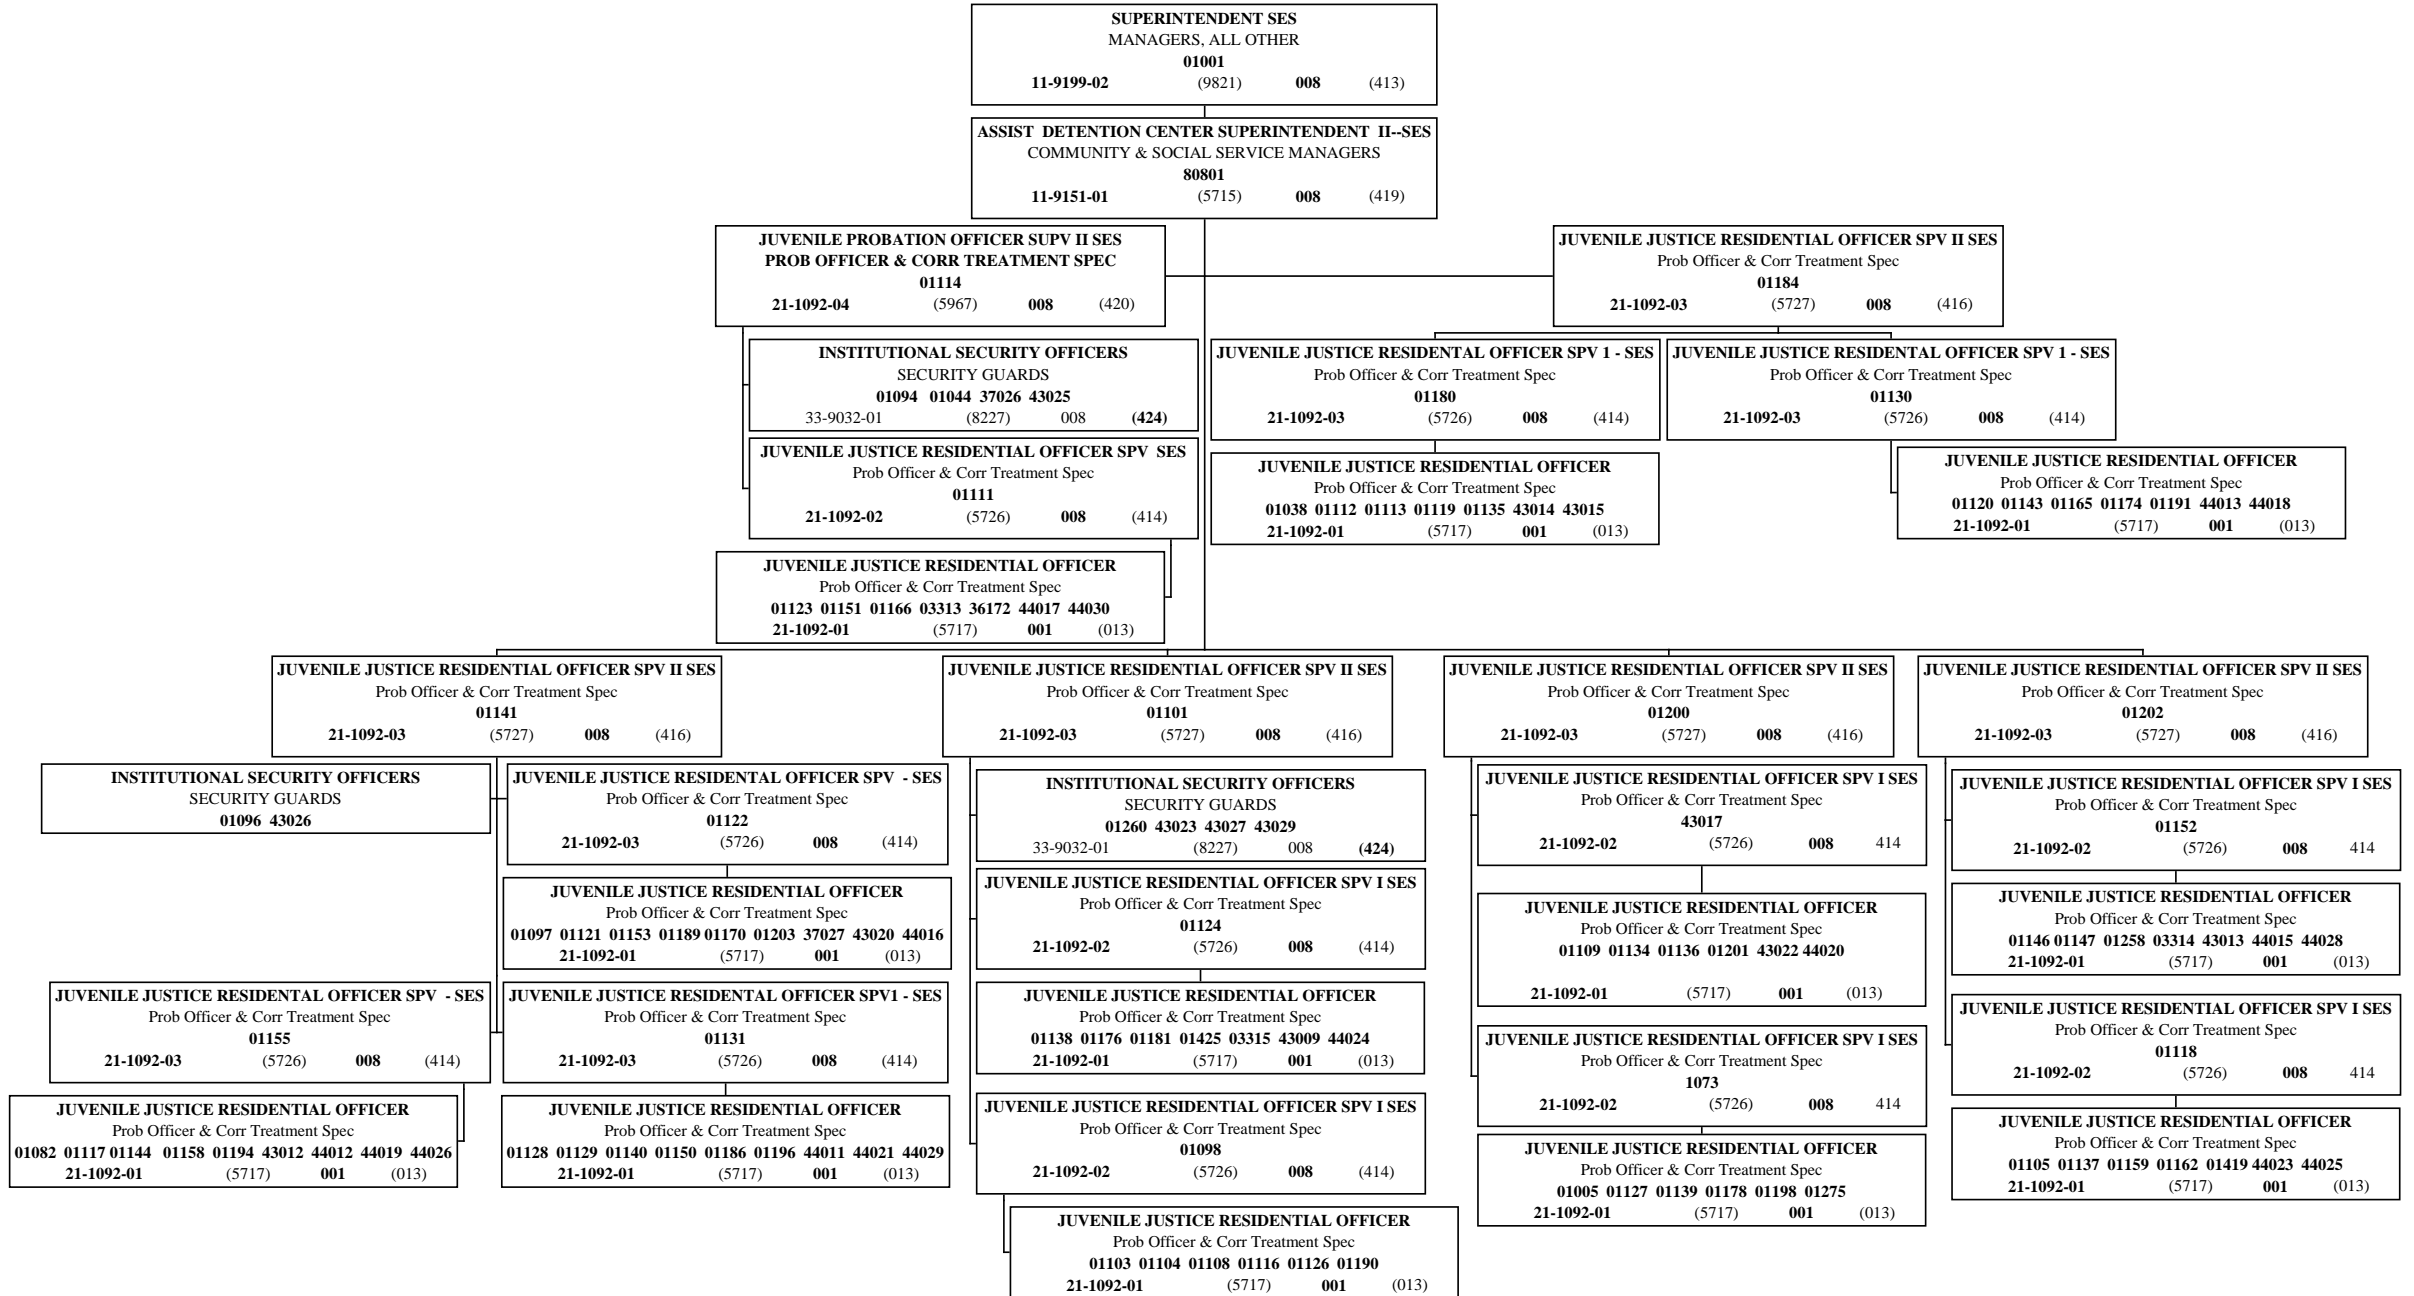 SUPERINTENDENT SES
MANAGERS, ALL OTHER
01001
11-9199-02 (9821) 008 (413)
ASSIST DETENTION CENTER SUPERINTENDENT II--SES
COMMUNITY & SOCIAL SERVICE MANAGERS
80801
11-9151-01 (5715) 008 (419)
JUVENILE PROBATION OFFICER SUPV II SES
PROB OFFICER & CORR TREATMENT SPEC
01114
21-1092-04 (5967) 008 (420)
JUVENILE JUSTICE RESIDENTIAL OFFICER SPV II SES
Prob Officer & Corr Treatment Spec
01184
21-1092-03 (5727) 008 (416)
INSTITUTIONAL SECURITY OFFICERS
SECURITY GUARDS
01094 01044 37026 43025
33-9032-01 (8227) 008 (424)
JUVENILE JUSTICE RESIDENTIAL OFFICER SPV SES
Prob Officer & Corr Treatment Spec
01111
21-1092-02 (5726) 008 (414)
JUVENILE JUSTICE RESIDENTIAL OFFICER
Prob Officer & Corr Treatment Spec
01123 01151 01166 03313 36172 44017 44030
21-1092-01 (5717) 001 (013)
JUVENILE JUSTICE RESIDENTAL OFFICER SPV 1 - SES
Prob Officer & Corr Treatment Spec
01180
21-1092-03 (5726) 008 (414)
JUVENILE JUSTICE RESIDENTIAL OFFICER
Prob Officer & Corr Treatment Spec
01038 01112 01113 01119 01135 43014 43015
21-1092-01 (5717) 001 (013)
JUVENILE JUSTICE RESIDENTAL OFFICER SPV 1 - SES
Prob Officer & Corr Treatment Spec
01130
21-1092-03 (5726) 008 (414)
JUVENILE JUSTICE RESIDENTIAL OFFICER
Prob Officer & Corr Treatment Spec
01120 01143 01165 01174 01191 44013 44018
21-1092-01 (5717) 001 (013)
JUVENILE JUSTICE RESIDENTIAL OFFICER SPV II SES
Prob Officer & Corr Treatment Spec
01141
21-1092-03 (5727) 008 (416)
INSTITUTIONAL SECURITY OFFICERS
SECURITY GUARDS
01096 43026
JUVENILE JUSTICE RESIDENTAL OFFICER SPV - SES
Prob Officer & Corr Treatment Spec
01122
21-1092-03 (5726) 008 (414)
JUVENILE JUSTICE RESIDENTIAL OFFICER
Prob Officer & Corr Treatment Spec
01097 01121 01153 01189 01170 01203 37027 43020 44016
21-1092-01 (5717) 001 (013)
JUVENILE JUSTICE RESIDENTAL OFFICER SPV - SES
Prob Officer & Corr Treatment Spec
01155
21-1092-03 (5726) 008 (414)
JUVENILE JUSTICE RESIDENTIAL OFFICER
Prob Officer & Corr Treatment Spec
01082 01117 01144 01158 01194 43012 44012 44019 44026
21-1092-01 (5717) 001 (013)
JUVENILE JUSTICE RESIDENTAL OFFICER SPV1 - SES
Prob Officer & Corr Treatment Spec
01131
21-1092-03 (5726) 008 (414)
JUVENILE JUSTICE RESIDENTIAL OFFICER
Prob Officer & Corr Treatment Spec
01128 01129 01140 01150 01186 01196 44011 44021 44029
21-1092-01 (5717) 001 (013)
JUVENILE JUSTICE RESIDENTIAL OFFICER SPV II SES
Prob Officer & Corr Treatment Spec
01101
21-1092-03 (5727) 008 (416)
INSTITUTIONAL SECURITY OFFICERS
SECURITY GUARDS
01260 43023 43027 43029
33-9032-01 (8227) 008 (424)
JUVENILE JUSTICE RESIDENTIAL OFFICER SPV I SES
Prob Officer & Corr Treatment Spec
01124
21-1092-02 (5726) 008 (414)
JUVENILE JUSTICE RESIDENTIAL OFFICER
Prob Officer & Corr Treatment Spec
01138 01176 01181 01425 03315 43009 44024
21-1092-01 (5717) 001 (013)
JUVENILE JUSTICE RESIDENTIAL OFFICER SPV I SES
Prob Officer & Corr Treatment Spec
01098
21-1092-02 (5726) 008 (414)
JUVENILE JUSTICE RESIDENTIAL OFFICER
Prob Officer & Corr Treatment Spec
01103 01104 01108 01116 01126 01190
21-1092-01 (5717) 001 (013)
JUVENILE JUSTICE RESIDENTIAL OFFICER SPV II SES
Prob Officer & Corr Treatment Spec
01200
21-1092-03 (5727) 008 (416)
JUVENILE JUSTICE RESIDENTIAL OFFICER SPV I SES
Prob Officer & Corr Treatment Spec
43017
21-1092-02 (5726) 008 414
JUVENILE JUSTICE RESIDENTIAL OFFICER
Prob Officer & Corr Treatment Spec
01109 01134 01136 01201 43022 44020
21-1092-01 (5717) 001 (013)
JUVENILE JUSTICE RESIDENTIAL OFFICER SPV I SES
Prob Officer & Corr Treatment Spec
1073
21-1092-02 (5726) 008 414
JUVENILE JUSTICE RESIDENTIAL OFFICER
Prob Officer & Corr Treatment Spec
01005 01127 01139 01178 01198 01275
21-1092-01 (5717) 001 (013)
JUVENILE JUSTICE RESIDENTIAL OFFICER SPV II SES
Prob Officer & Corr Treatment Spec
01202
21-1092-03 (5727) 008 (416)
JUVENILE JUSTICE RESIDENTIAL OFFICER SPV I SES
Prob Officer & Corr Treatment Spec
01152
21-1092-02 (5726) 008 414
JUVENILE JUSTICE RESIDENTIAL OFFICER
Prob Officer & Corr Treatment Spec
01146 01147 01258 03314 43013 44015 44028
21-1092-01 (5717) 001 (013)
JUVENILE JUSTICE RESIDENTIAL OFFICER SPV I SES
Prob Officer & Corr Treatment Spec
01118
21-1092-02 (5726) 008 414
JUVENILE JUSTICE RESIDENTIAL OFFICER
Prob Officer & Corr Treatment Spec
01105 01137 01159 01162 01419 44023 44025
21-1092-01 (5717) 001 (013)